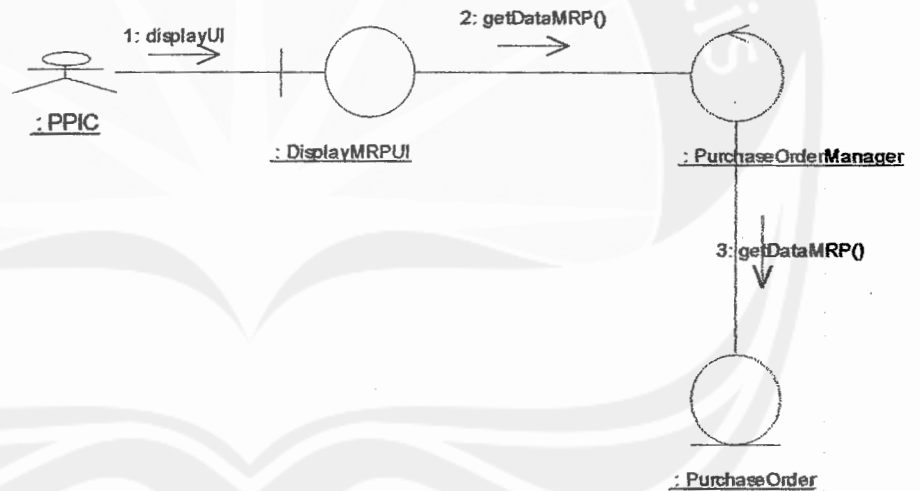 1: displayUI
2: getDataMRP()
: PPIC
: DisplayMRPUI
: PurchaseOrderManager
3: getDataMRP()
: PurchaseOrder